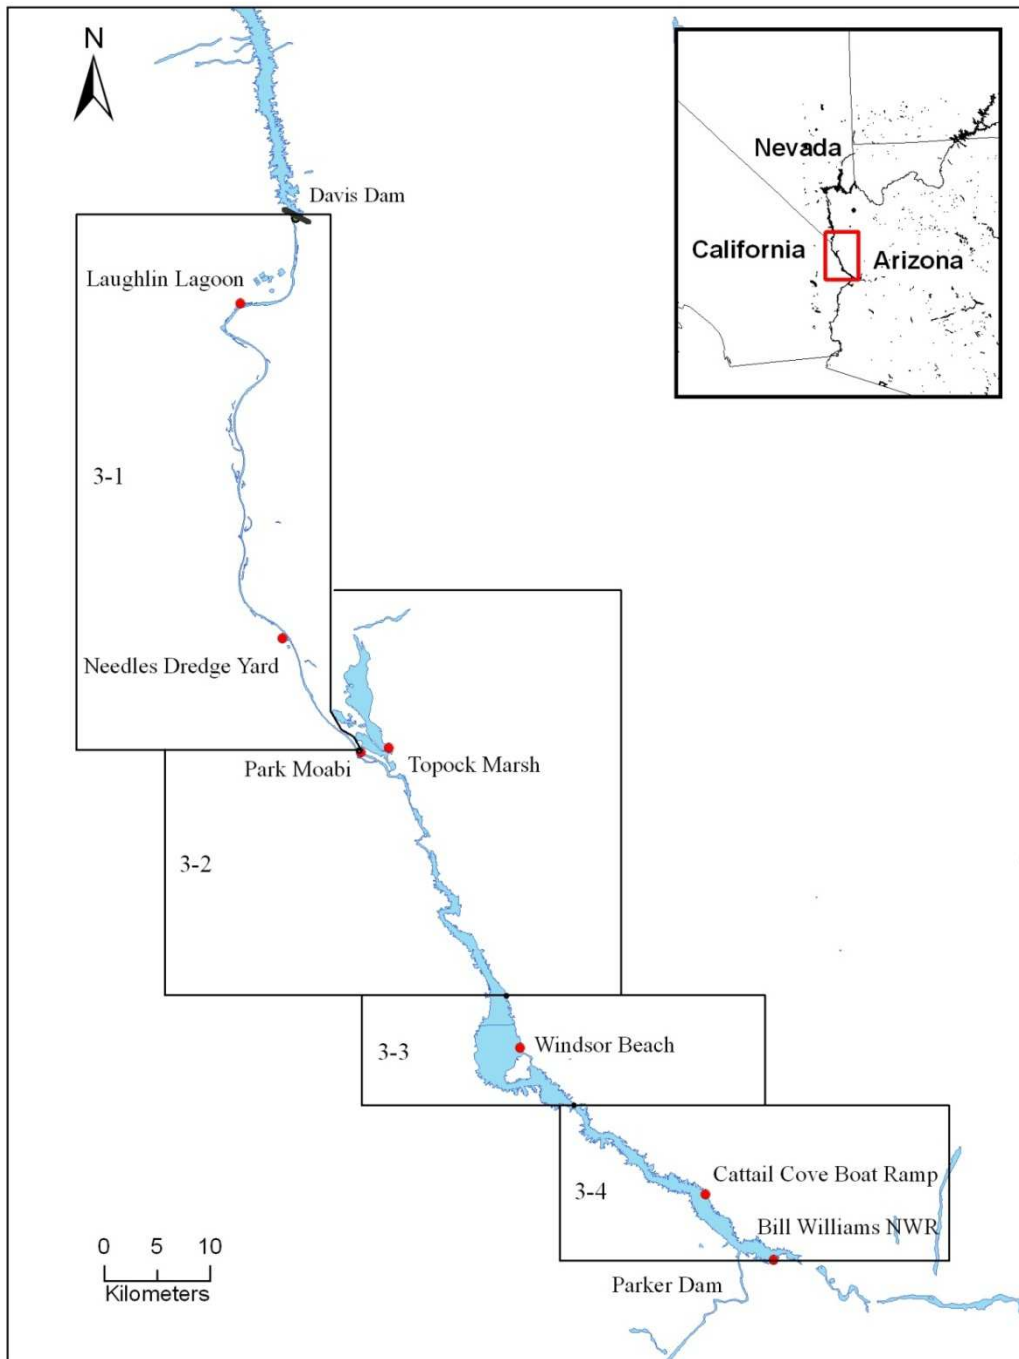 N
Davis Dam
Nevada
California
Arizona
Laughlin Lagoon
3-1
Needles Dredge Yard
Park Moabi
Topock Marsh
3-2
3-3
Windsor Beach
3-4
Cattail Cove Boat Ramp
Bill Williams NWR
Parker Dam
0 5 10
Kilometers